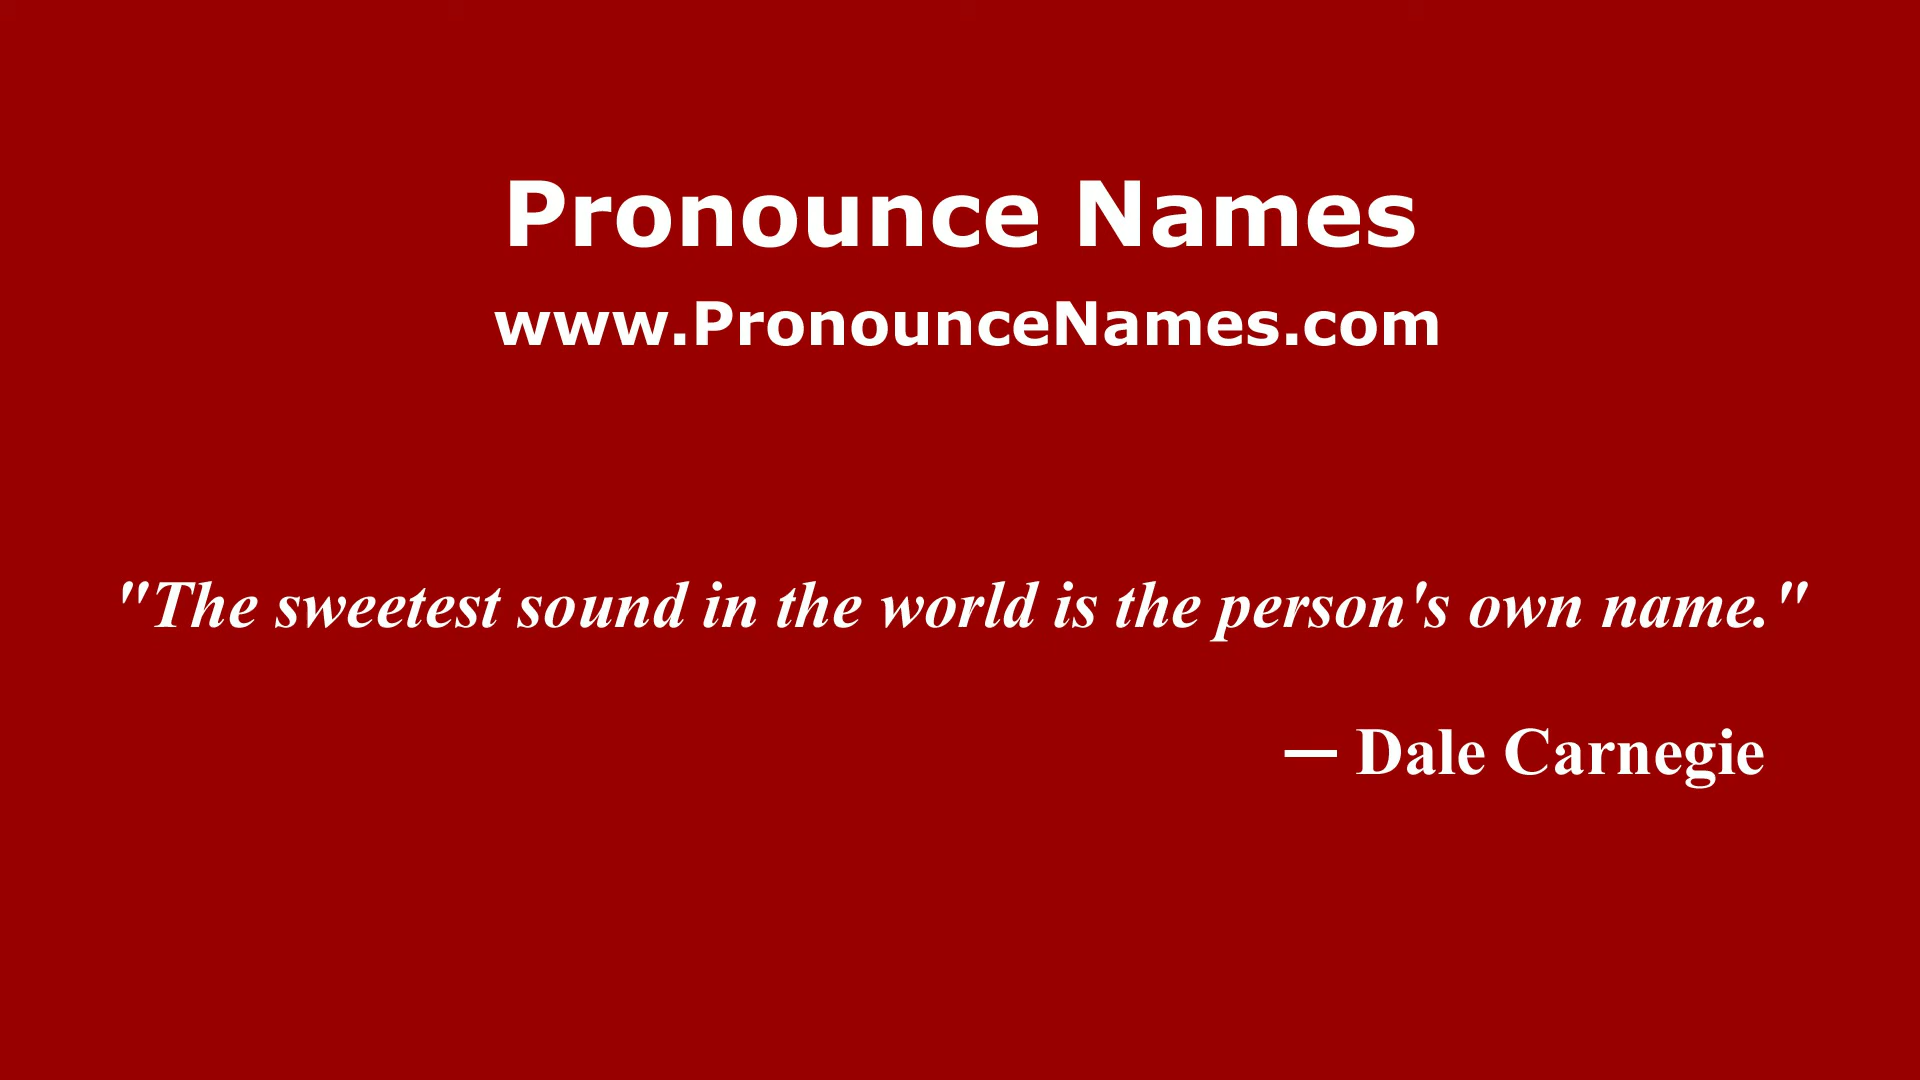 Pronounce Names
www.PronounceNames.com
"The sweetest sound in the world is the person's own name."
— Dale Carnegie